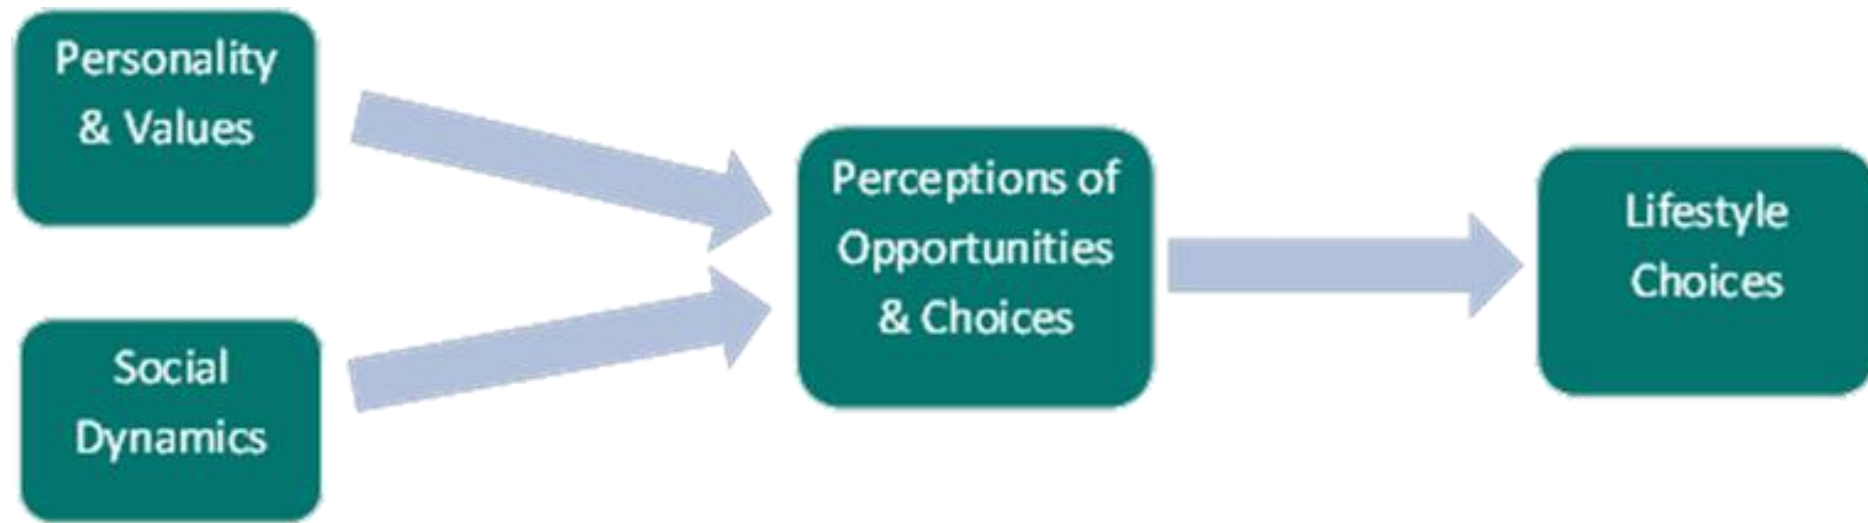 Personality
& Values
Social
Dynamics
Perceptions of
Opportunities
& Choices
Lifestyle
Choices